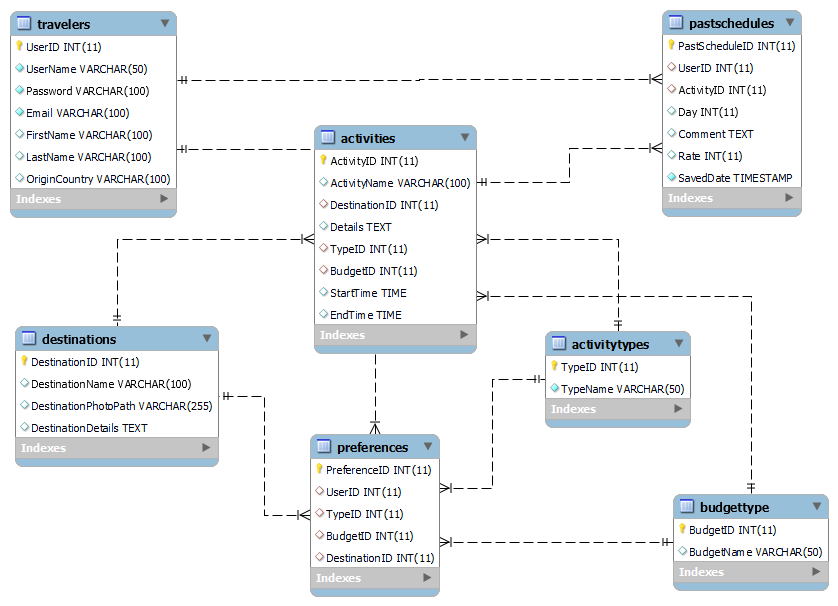 travelers
UserID INT(11)
UserName VARCHAR(50)
Password VARCHAR(100)
Email VARCHAR(100)
FirstName VARCHAR(100)
LastName VARCHAR(100)
OriginCountry VARCHAR(100)
Indexes
pastschedules
PastScheduleID INT(11)
UserID INT(11)
ActivityID INT(11)
Day INT(11)
Comment TEXT
Rate INT(11)
SavedDate TIMESTAMP
Indexes
activities
ActivityID INT(11)
ActivityName VARCHAR(100)
DestinationID INT(11)
Details TEXT
TypeID INT(11)
BudgetID INT(11)
StartTime TIME
EndTime TIME
Indexes
destinations
DestinationID INT(11)
DestinationName VARCHAR(100)
DestinationPhotoPath VARCHAR(255)
DestinationDetails TEXT
Indexes
activitytypes
TypeID INT(11)
TypeName VARCHAR(50)
Indexes
preferences
PreferenceID INT(11)
UserID INT(11)
TypeID INT(11)
BudgetID INT(11)
DestinationID INT(11)
Indexes
budgettype
BudgetID INT(11)
BudgetName VARCHAR(50)
Indexes